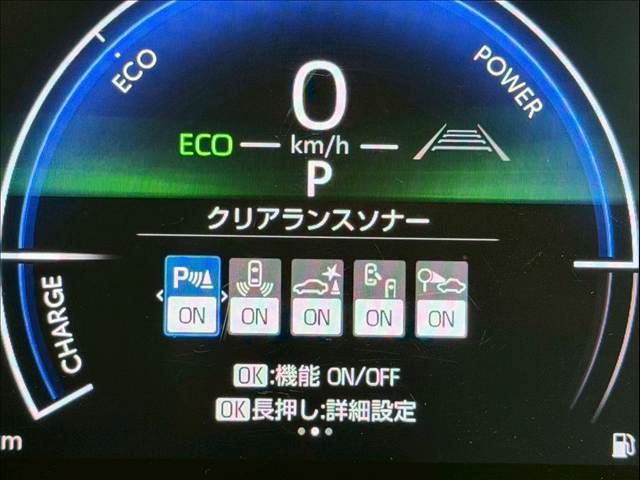 ECO
POWER
0
ECO km/h
P
クリアランスソナー
P
ON ON ON ON ON
CHARGE
OK:機能 ON/OFF
OK長押し:詳細設定
m